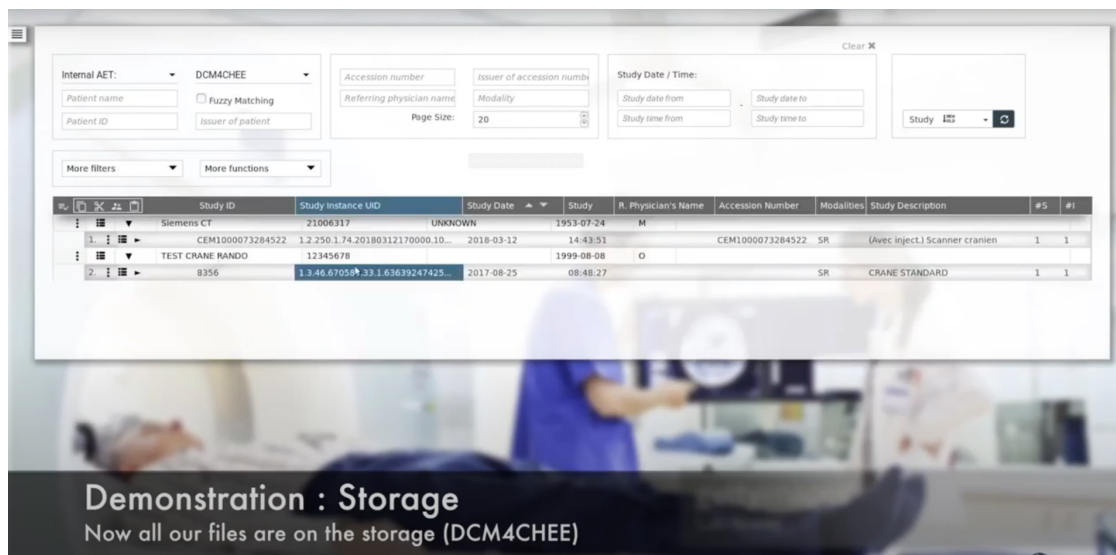 Clear ✖
Internal AET: DCM4CHEE
Patient name Fuzzy Matching
Patient ID Issuer of patient
Accession number Issuer of accession numbe
Referring physician name Modality
Page Size: 20
Study Date / Time:
Study date from - Study date to
Study time from Study time to
Study
More filters More functions
Study ID Study Instance UID Study Date Study R. Physician's Name Accession Number Modalities Study Description #S #I
Siemens CT 21006317 UNKNOWN 1953-07-24 M
1. CEM1000073284522 1.2.250.1.74.20180312170000.10... 2018-03-12 14:43:51 CEM1000073284522 SR (Avec inject.) Scanner cranien 1 1
TEST CRANE RANDO 12345678 1999-08-08 O
2. 8356 2017-08-25 08:48:27 SR CRANE STANDARD 1 1
Demonstration : Storage
Now all our files are on the storage (DCM4CHEE)